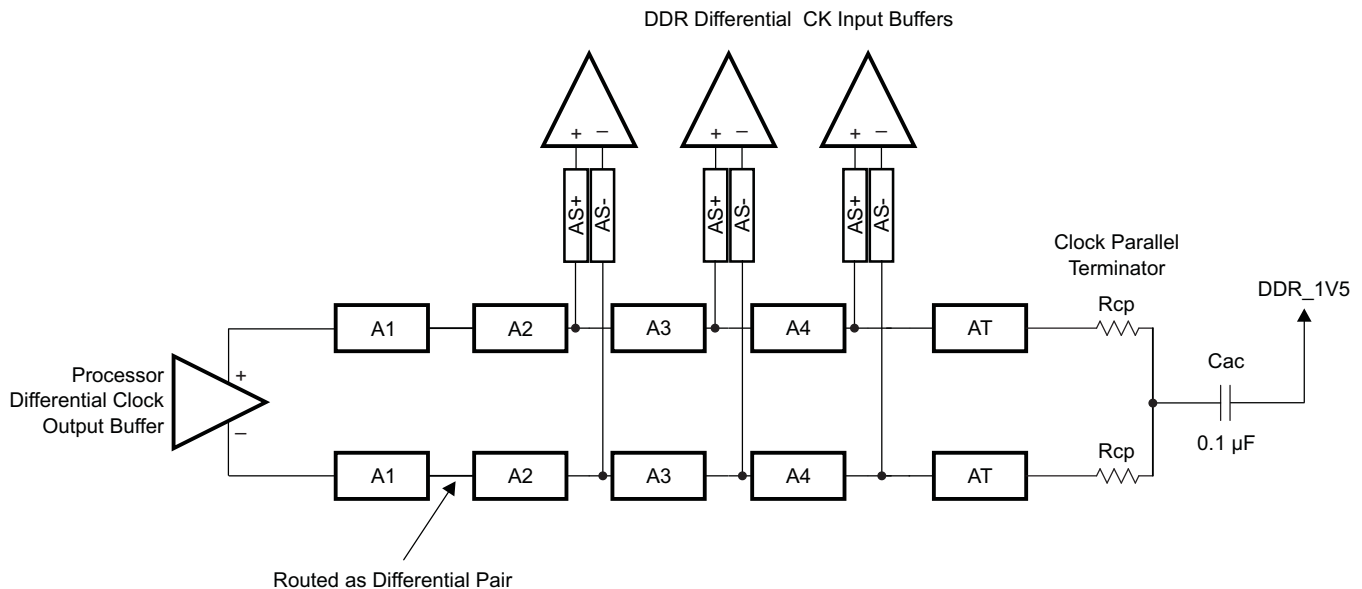 DDR Differential CK Input Buffers
+ – + – + –
AS+ AS- AS+ AS- AS+ AS-
Clock Parallel
Terminator
DDR_1V5
A1 A2 A3 A4 AT Rcp
Processor
Differential Clock
Output Buffer
+
–
Cac
0.1 µF
A1 A2 A3 A4 AT Rcp
Routed as Differential Pair